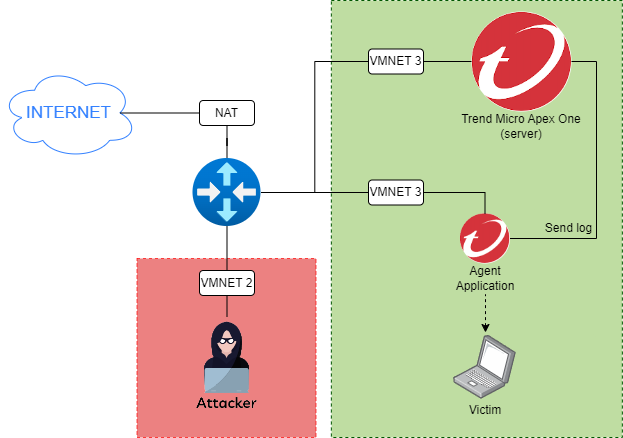 VMNET 3
INTERNET
NAT
Trend Micro Apex One
(server)
VMNET 3
Send log
Agent
Application
VMNET 2
Attacker
Victim